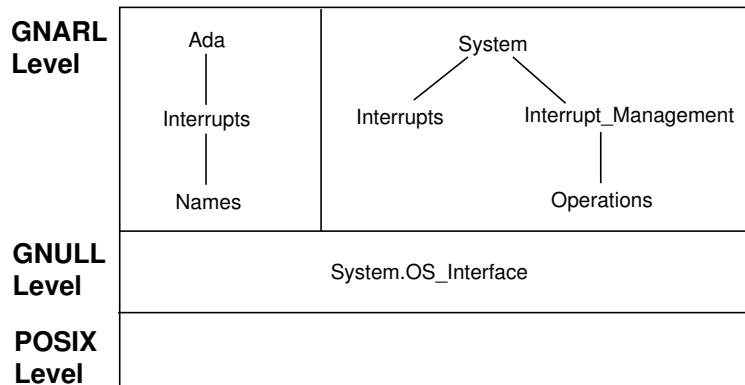 GNARL
Level
Ada
System
Interrupts
Interrupts
Interrupt_Management
Names
Operations
GNULL
Level
System.OS_Interface
POSIX
Level